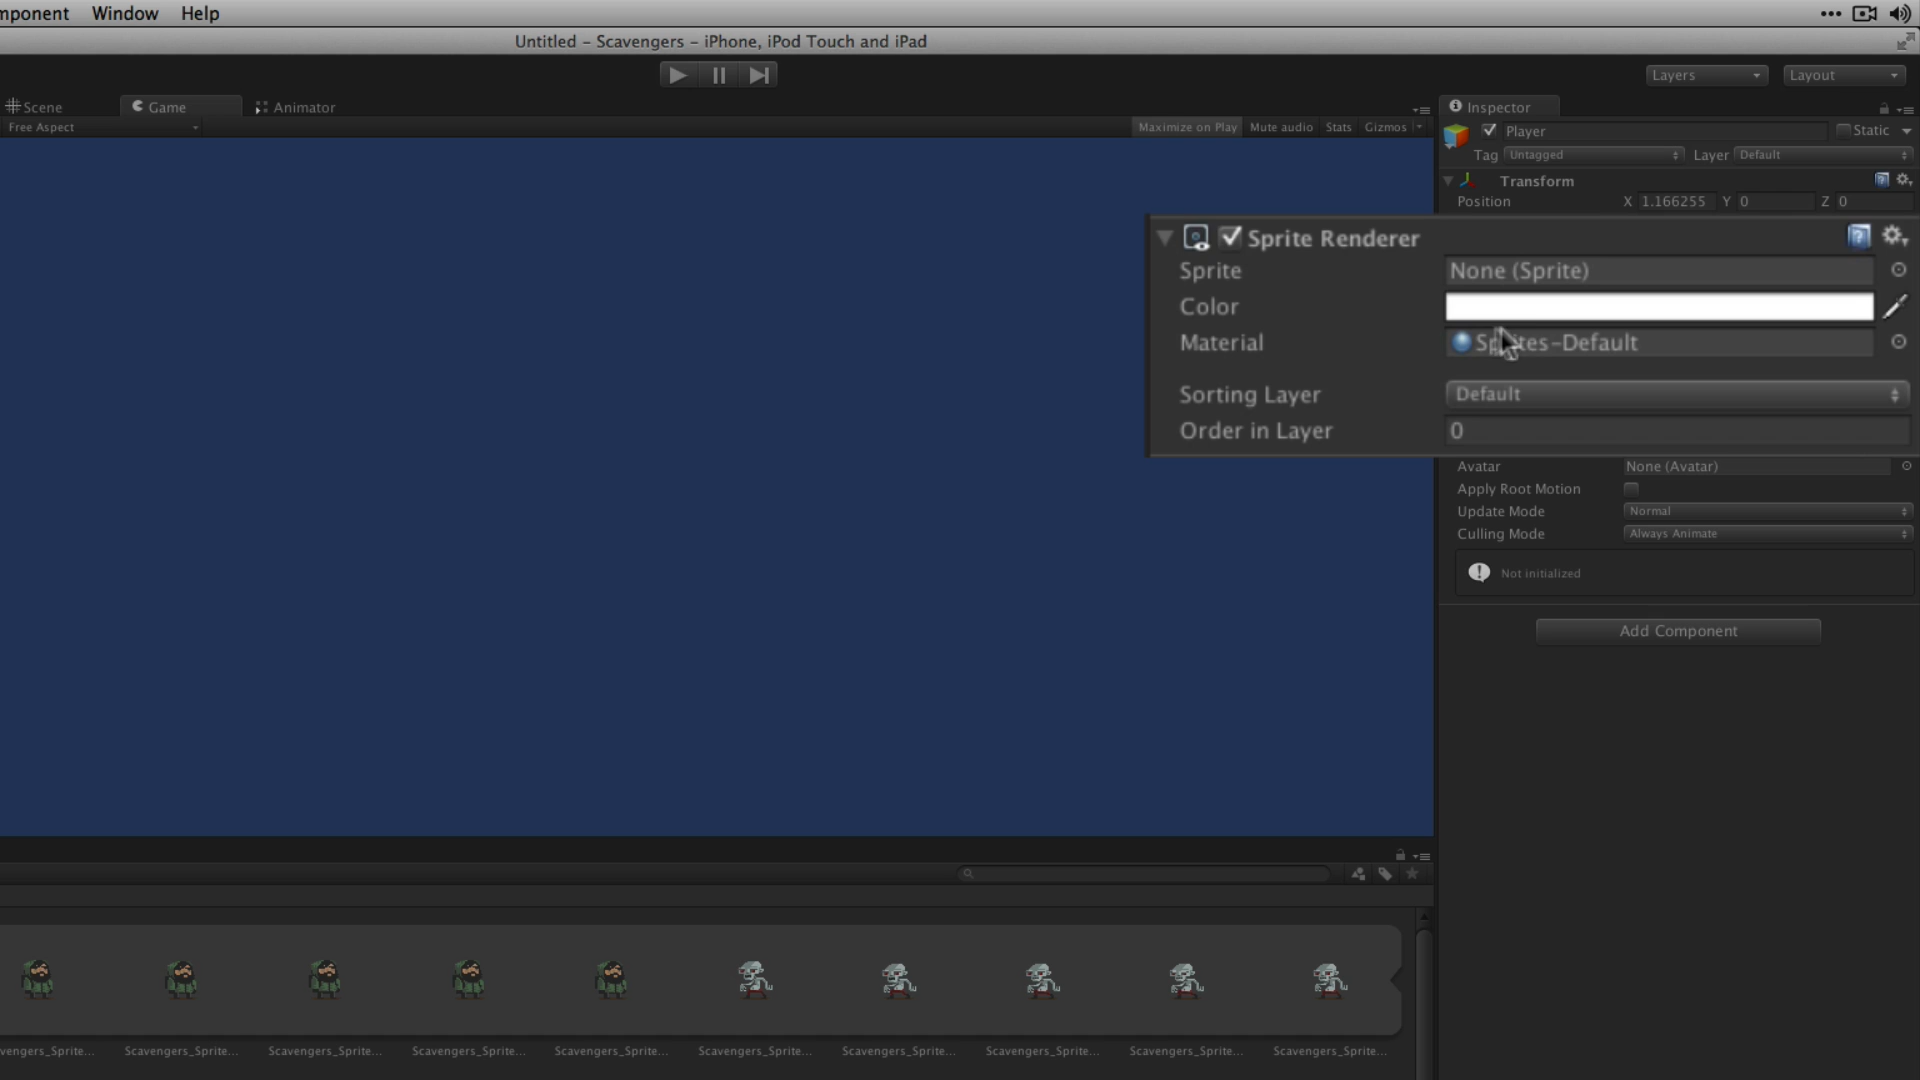 mponent Window Help
Untitled – Scavengers – iPhone, iPod Touch and iPad
Layers Layout
Scene Game Animator Inspector
Free Aspect Maximize on Play Mute audio Stats Gizmos
Player Static
Tag Untagged Layer Default
Transform
Position X 1.166255 Y 0 Z 0
Sprite Renderer
Sprite None (Sprite)
Color
Material Sprites-Default
Sorting Layer Default
Order in Layer 0
Avatar None (Avatar)
Apply Root Motion
Update Mode Normal
Culling Mode Always Animate
Not initialized
Add Component
vengers_Sprite... Scavengers_Sprite... Scavengers_Sprite... Scavengers_Sprite... Scavengers_Sprite... Scavengers_Sprite... Scavengers_Sprite... Scavengers_Sprite... Scavengers_Sprite... Scavengers_Sprite...